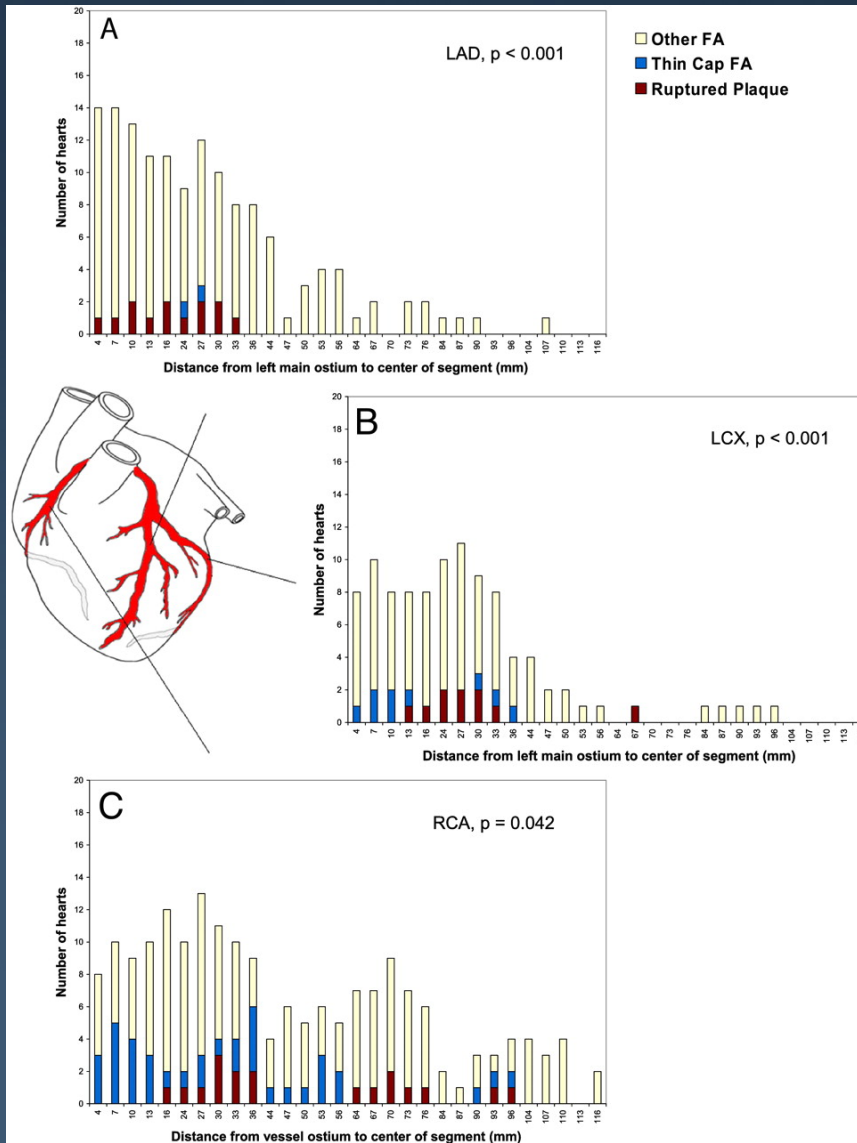 A
LAD, p < 0.001
Other FA
Thin Cap FA
Ruptured Plaque
Number of hearts
20
18
16
14
12
10
8
6
4
2
0
4 7 10 13 16 24 27 30 33 36 44 47 50 53 56 64 67 70 73 76 84 87 90 93 96 104 107 110 113 116
Distance from left main ostium to center of segment (mm)
B
LCX, p < 0.001
Number of hearts
20
18
16
14
12
10
8
6
4
2
0
4 7 10 13 16 24 27 30 33 36 44 47 50 53 56 64 67 70 73 76 84 87 90 93 96 104 107 110 113
Distance from left main ostium to center of segment (mm)
C
RCA, p = 0.042
Number of hearts
20
18
16
14
12
10
8
6
4
2
0
4 7 10 13 16 24 27 30 33 36 44 47 50 53 56 64 67 70 73 76 84 87 90 93 96 104 107 110 113 116
Distance from vessel ostium to center of segment (mm)